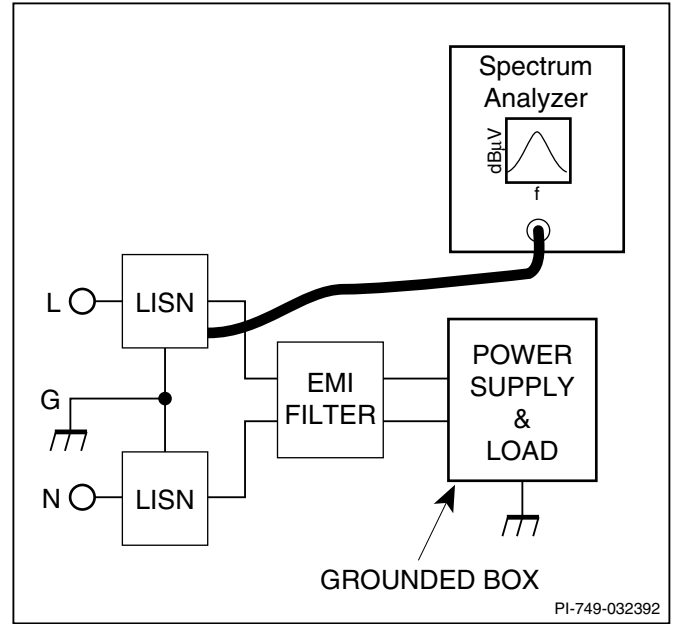 Spectrum
Analyzer
dBμV
f
L
LISN
G
EMI
FILTER
POWER
SUPPLY
&
LOAD
N
LISN
GROUNDED BOX
PI-749-032392